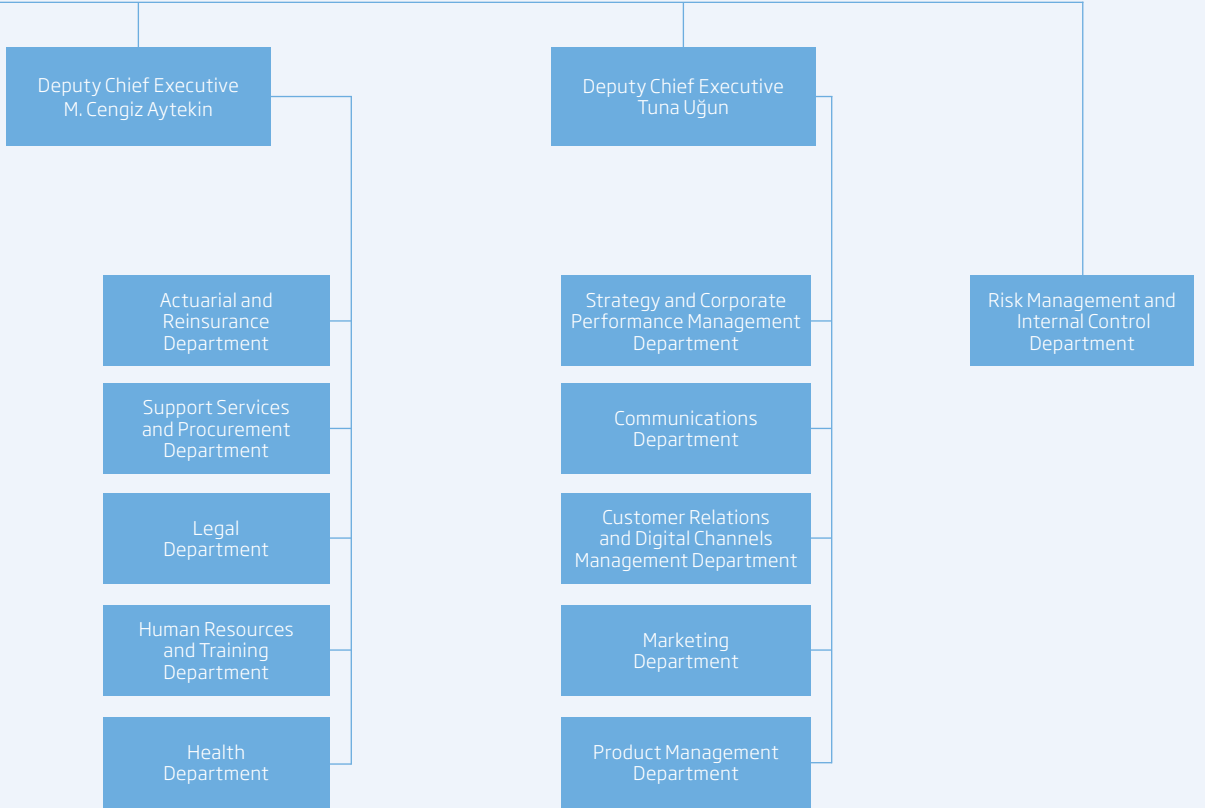 Deputy Chief Executive
M. Cengiz Aytekin
Deputy Chief Executive
Tuna Uğun
Actuarial and
Reinsurance
Department
Support Services
and Procurement
Department
Legal
Department
Human Resources
and Training
Department
Health
Department
Strategy and Corporate
Performance Management
Department
Communications
Department
Customer Relations
and Digital Channels
Management Department
Marketing
Department
Product Management
Department
Risk Management and
Internal Control
Department